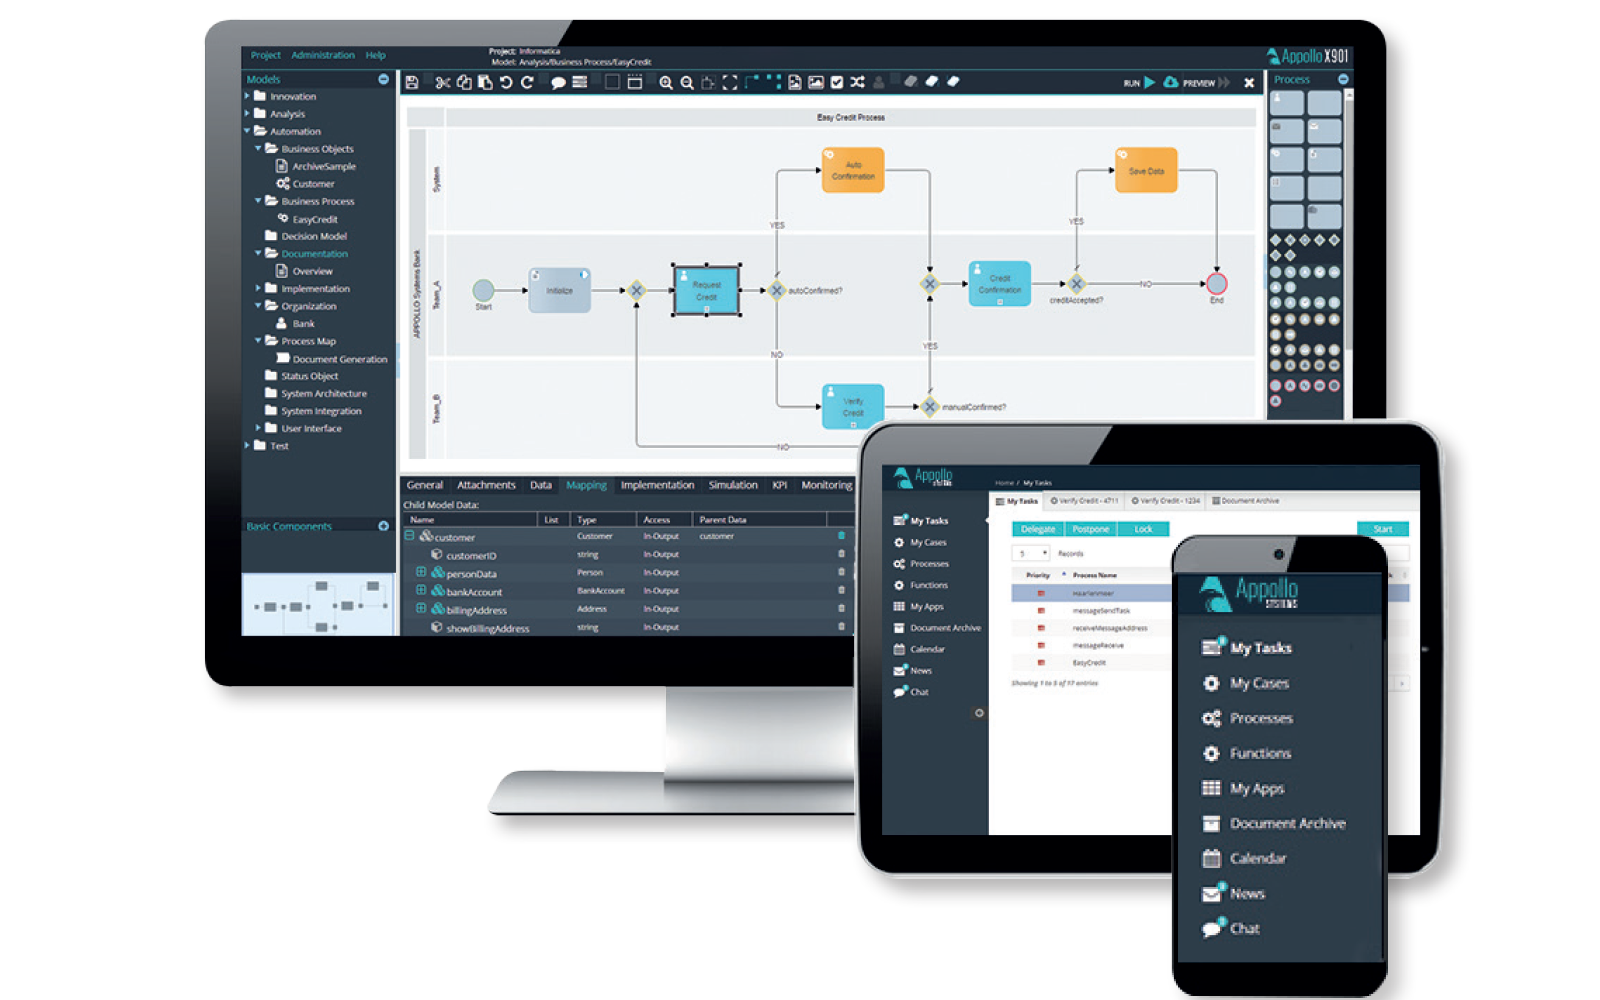 Project Administration Help
Project: Informatica
Model: Analysis/Business Process/EasyCredit
Appollo X901
Models
Innovation
Analysis
Automation
Business Objects
ArchiveSample
Customer
Business Process
EasyCredit
Decision Model
Documentation
Overview
Implementation
Organization
Bank
Process Map
Document Generation
Status Object
System Architecture
System Integration
User Interface
Test
Basic Components
RUN PREVIEW
Process
Easy Credit Process
APPOLLO Systems Bank
System
Team_A
Team_B
Auto
Confirmation
Save Data
YES
YES
Start
Initialize
Request
Credit
autoConfirmed?
Credit
Confirmation
creditAccepted?
NO
End
NO
YES
Verify
Credit
manualConfirmed?
NO
General Attachments Data Mapping Implementation Simulation KPI Monitoring
Child Model Data:
Name List Type Access Parent Data
customer Customer In-Output customer
customerID string In-Output
personData Person In-Output
bankAccount BankAccount In-Output
billingAddress Address In-Output
showBillingAddress string In-Output
Appollo
Home / My Tasks
My Tasks Verify Credit - 4711 Verify Credit - 1234 Document Archive
My Tasks
My Cases
Processes
Functions
My Apps
Document Archive
Calendar
News
Chat
Delegate Postpone Lock Start
5 Records
Priority Process Name
messageSendTask
receiveMessageAddress
messageReceive
EasyCredit
Showing 1 to 5 of 17 entries
Appollo
SYSTEMS
My Tasks
My Cases
Processes
Functions
My Apps
Document Archive
Calendar
News
Chat